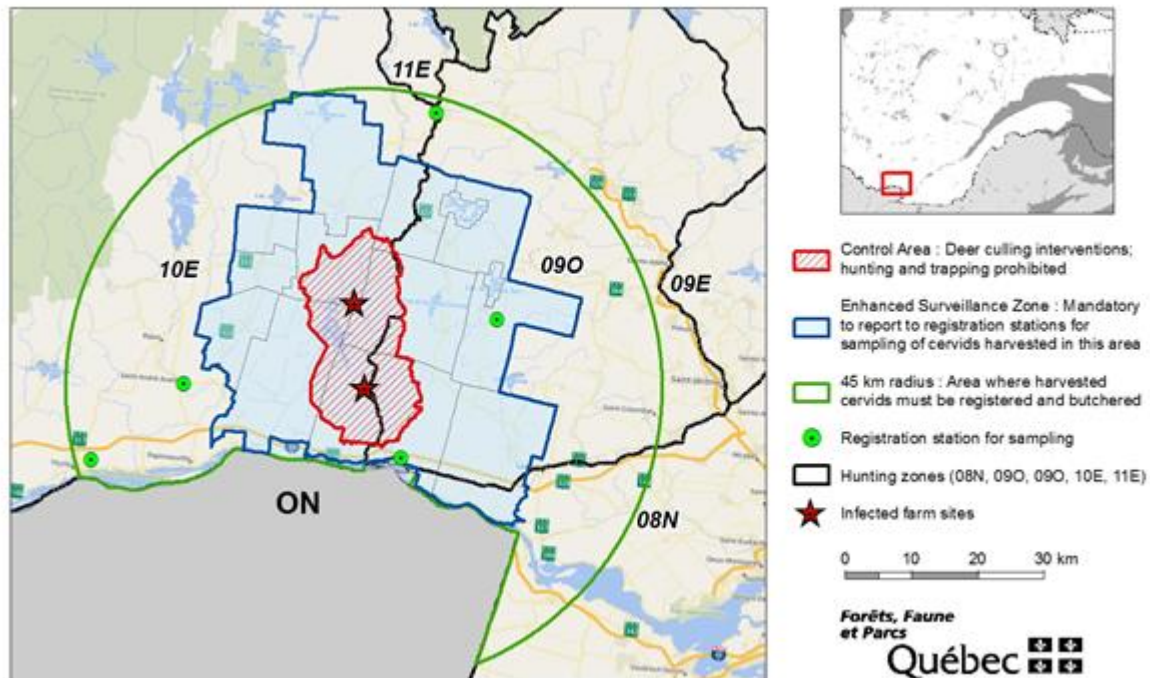 11E
10E
09O
09E
08N
ON
Control Area : Deer culling interventions;
hunting and trapping prohibited
Enhanced Surveillance Zone : Mandatory
to report to registration stations for
sampling of cervids harvested in this area
45 km radius : Area where harvested
cervids must be registered and butchered
Registration station for sampling
Hunting zones (08N, 09O, 09O, 10E, 11E)
Infected farm sites
0 10 20 30 km
Forêts, Faune
et Parcs
Québec